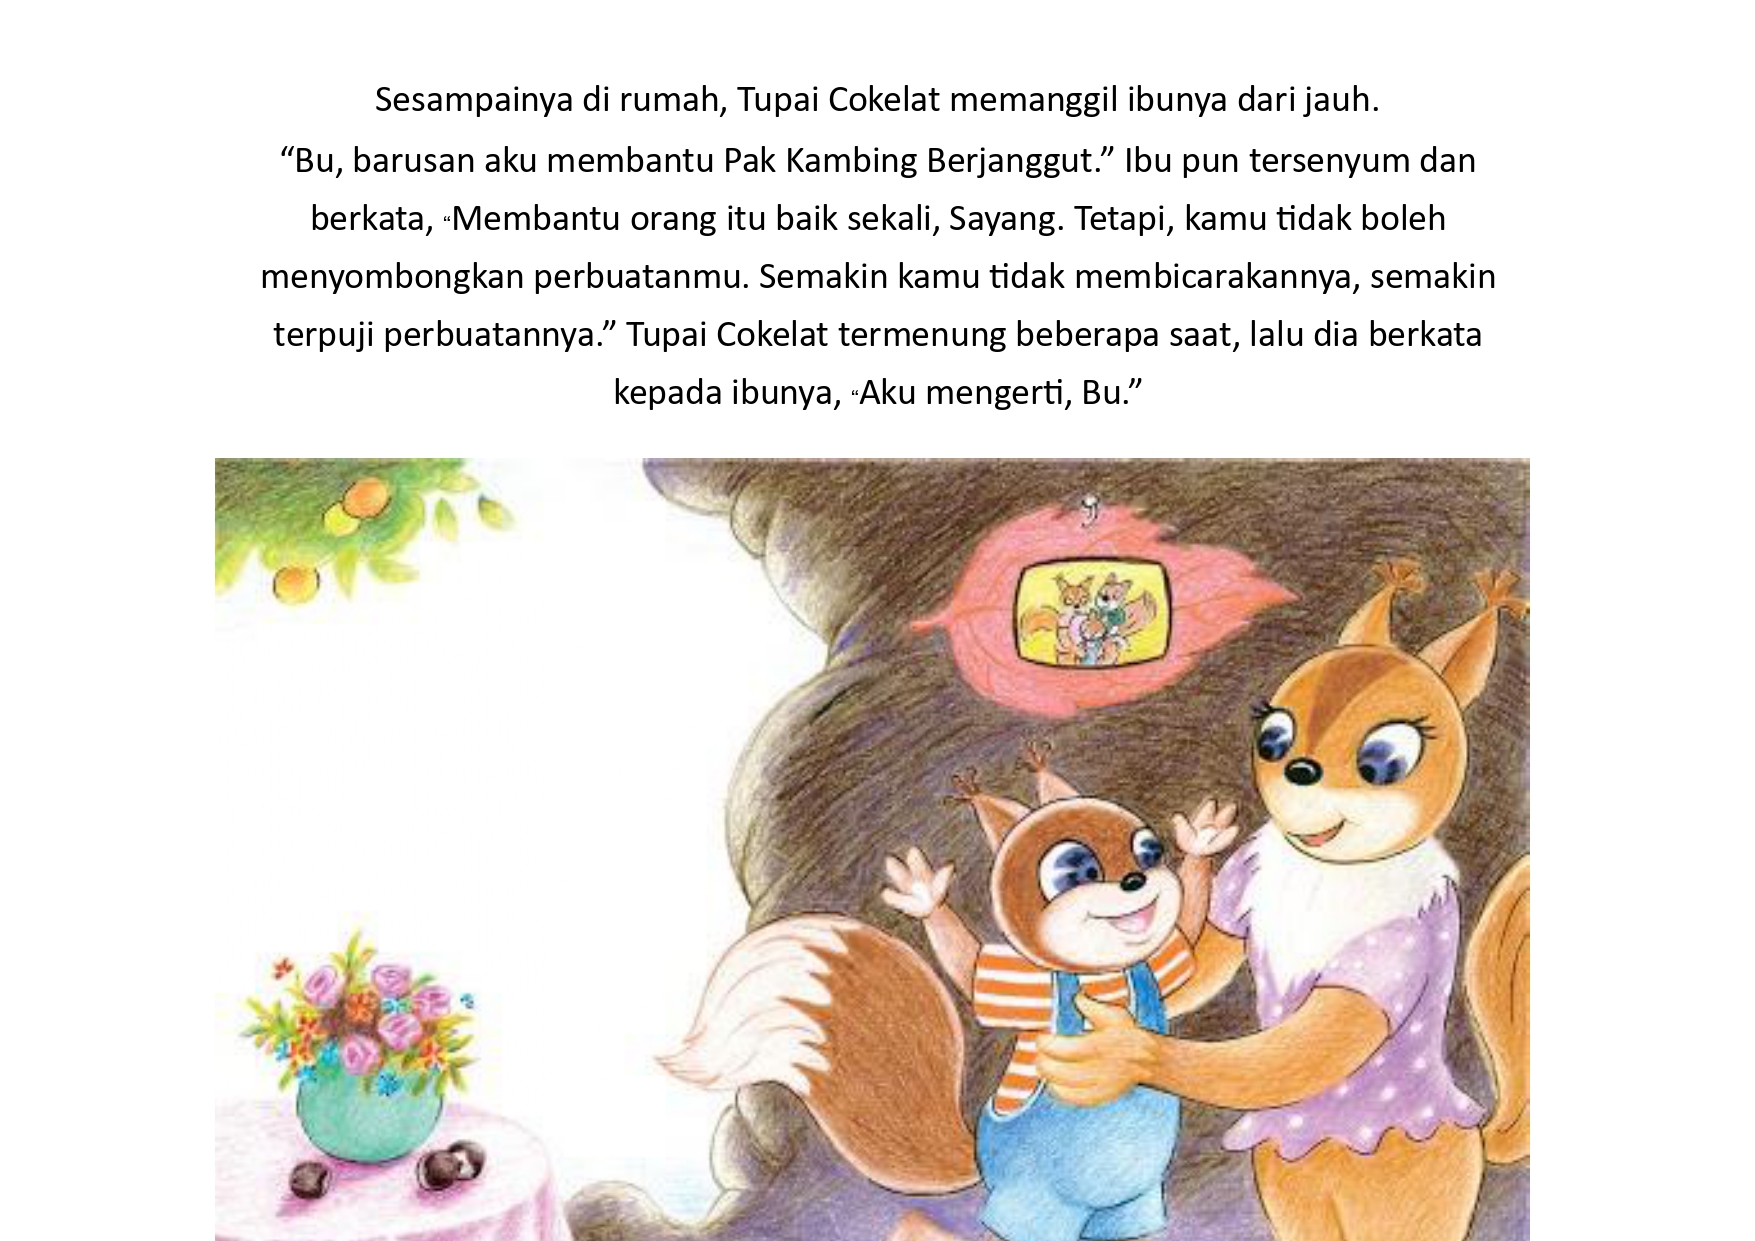 Sesampainya di rumah, Tupai Cokelat memanggil ibunya dari jauh.
“Bu, barusan aku membantu Pak Kambing Berjanggut.” Ibu pun tersenyum dan
berkata, “Membantu orang itu baik sekali, Sayang. Tetapi, kamu tidak boleh
menyombongkan perbuatanmu. Semakin kamu tidak membicarakannya, semakin
terpuji perbuatannya.” Tupai Cokelat termenung beberapa saat, lalu dia berkata
kepada ibunya, “Aku mengerti, Bu.”